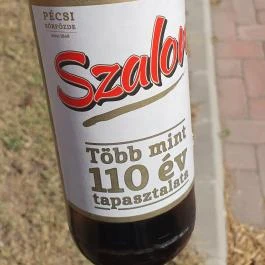 PÉCSI
SÖRFŐZDE
Szalon
Több mint
110 év
tapasztalata